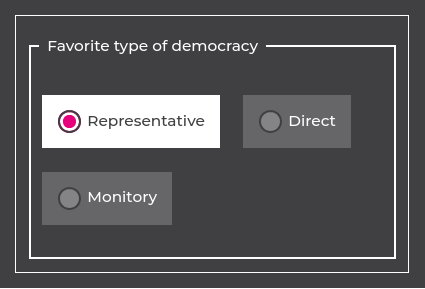 Favorite type of democracy
Representative
Direct
Monitory